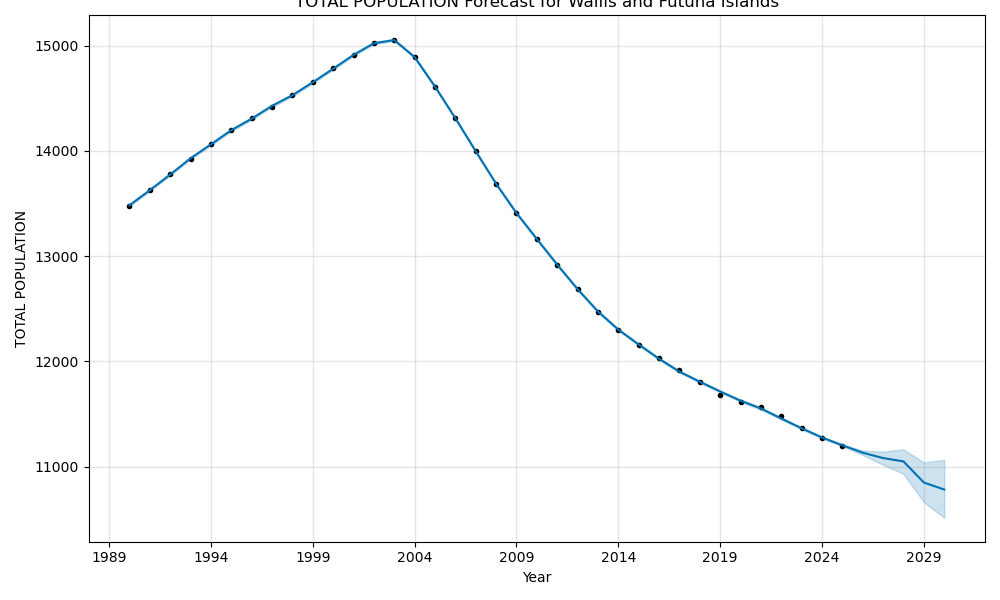 TOTAL POPULATION Forecast for Wallis and Futuna Islands
15000
14000
13000
12000
11000
TOTAL POPULATION
1989 1994 1999 2004 2009 2014 2019 2024 2029
Year